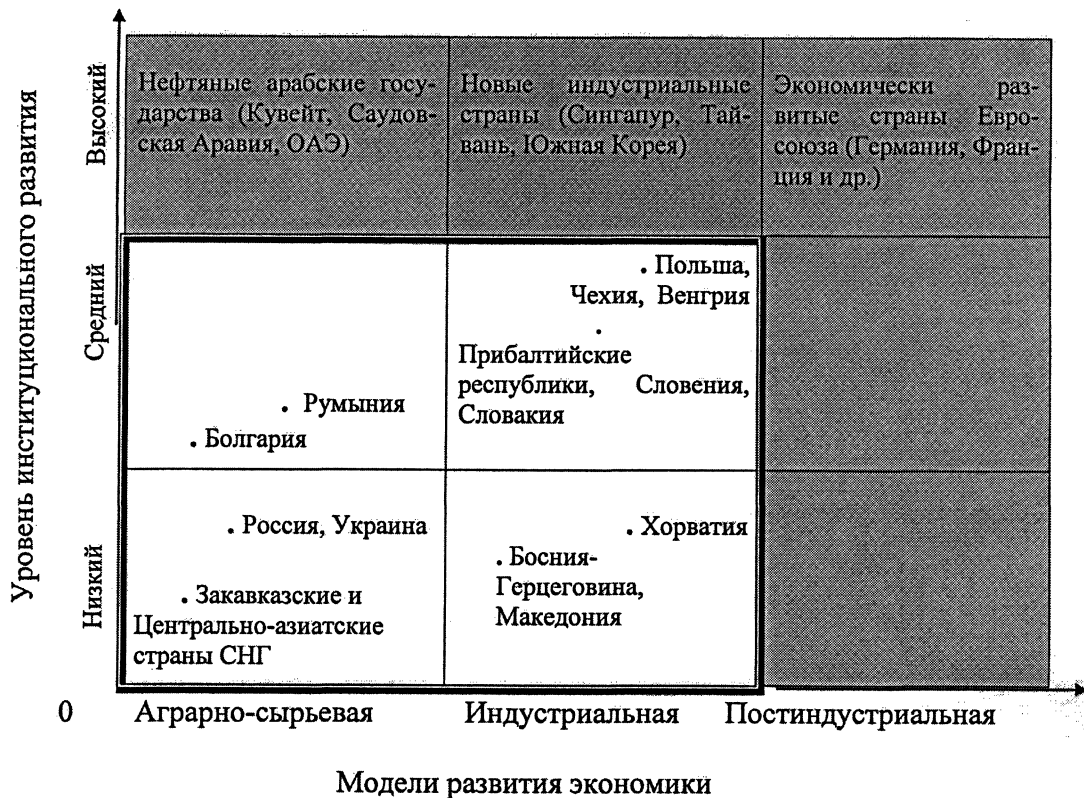 Уровень институционального развития
Высокий
Средний
Низкий
Нефтяные арабские госу-
дарства (Кувейт, Саудов-
ская Аравия, ОАЭ)
Новые индустриальные
страны (Сингапур, Тай-
вань, Южная Корея)
Экономически раз-
витые страны Евро-
союза (Германия, Фран-
ция и др.)
. Румыния
. Болгария
. Польша,
Чехия, Венгрия
.
Прибалтийские
республики, Словения,
Словакия
. Россия, Украина
. Закавказские и
Центрально-азиатские
страны СНГ
. Хорватия
. Босния-
Герцеговина,
Македония
0
Аграрно-сырьевая
Индустриальная
Постиндустриальная
Модели развития экономики